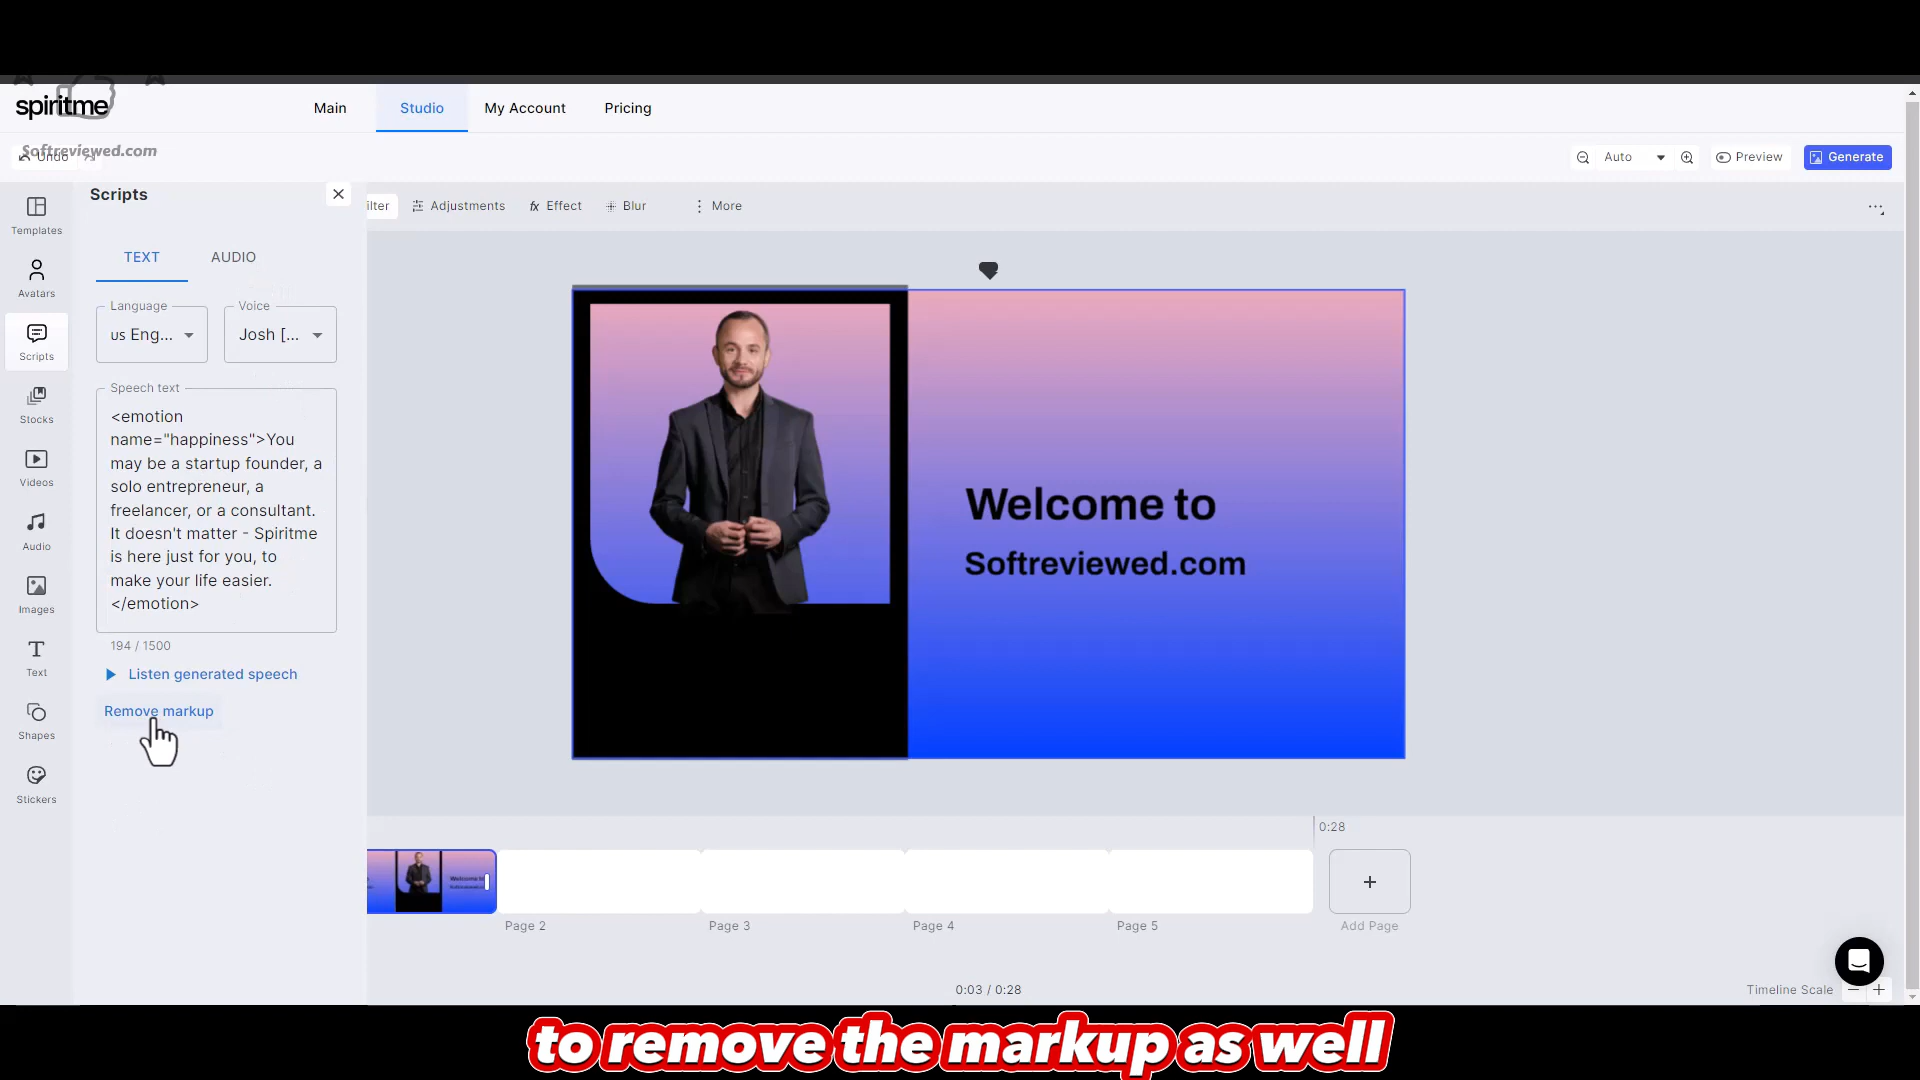 spiritme
Main
Studio
My Account
Pricing
Softreviewed.com
Undo
Auto
Preview
Generate
Templates
Avatars
Scripts
Stocks
Videos
Audio
Images
Text
Shapes
Stickers
Scripts
TEXT
AUDIO
Language
us Eng...
Voice
Josh [...
Speech text
<emotion
name="happiness">You
may be a startup founder, a
solo entrepreneur, a
freelancer, or a consultant.
It doesn't matter - Spiritme
is here just for you, to
make your life easier.
</emotion>
194 / 1500
Listen generated speech
Remove markup
ilter
Adjustments
fx Effect
Blur
More
Welcome to
Softreviewed.com
0:28
Page 2
Page 3
Page 4
Page 5
Add Page
0:03 / 0:28
Timeline Scale
to remove the markup as well